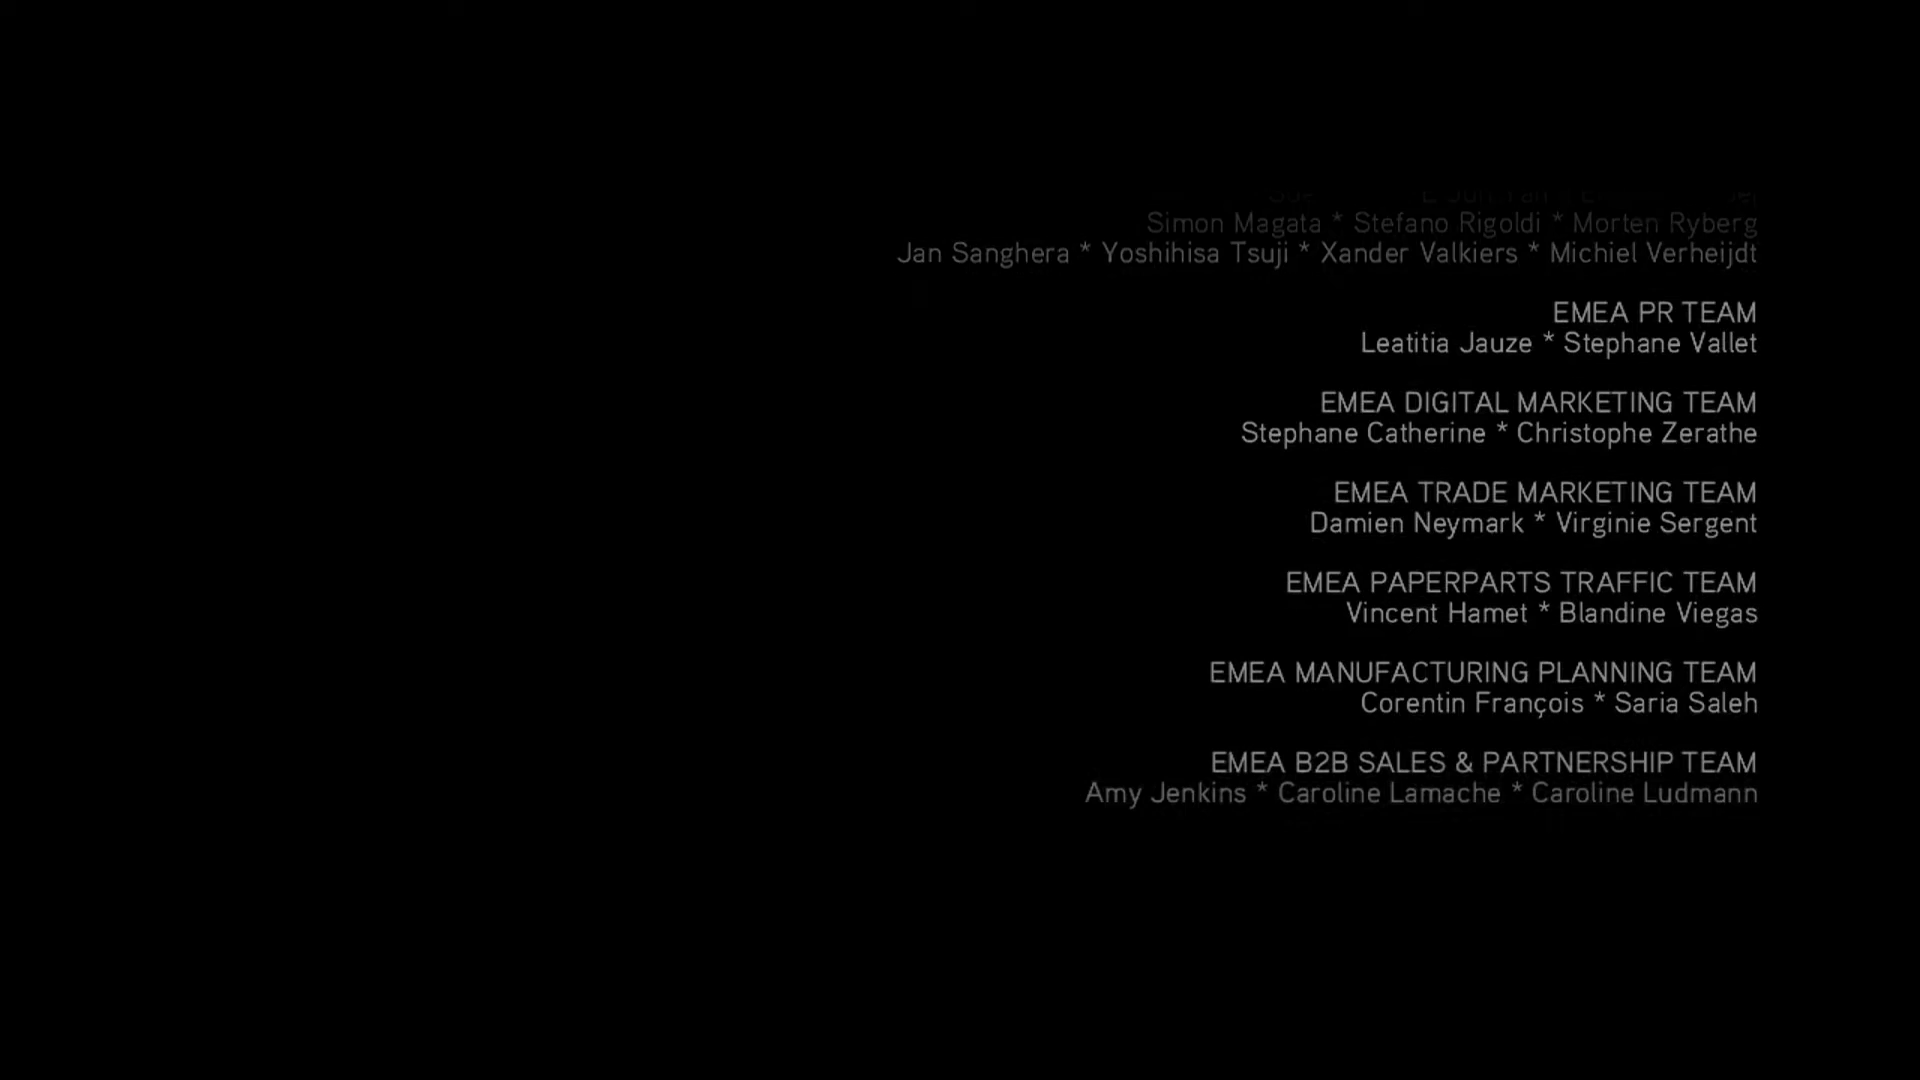 Simon Magata * Stefano Rigoldi * Morten Ryberg
Jan Sanghera * Yoshihisa Tsuji * Xander Valkiers * Michiel Verheijdt
EMEA PR TEAM
Leatitia Jauze * Stephane Vallet
EMEA DIGITAL MARKETING TEAM
Stephane Catherine * Christophe Zerathe
EMEA TRADE MARKETING TEAM
Damien Neymark * Virginie Sergent
EMEA PAPERPARTS TRAFFIC TEAM
Vincent Hamet * Blandine Viegas
EMEA MANUFACTURING PLANNING TEAM
Corentin François * Saria Saleh
EMEA B2B SALES & PARTNERSHIP TEAM
Amy Jenkins * Caroline Lamache * Caroline Ludmann